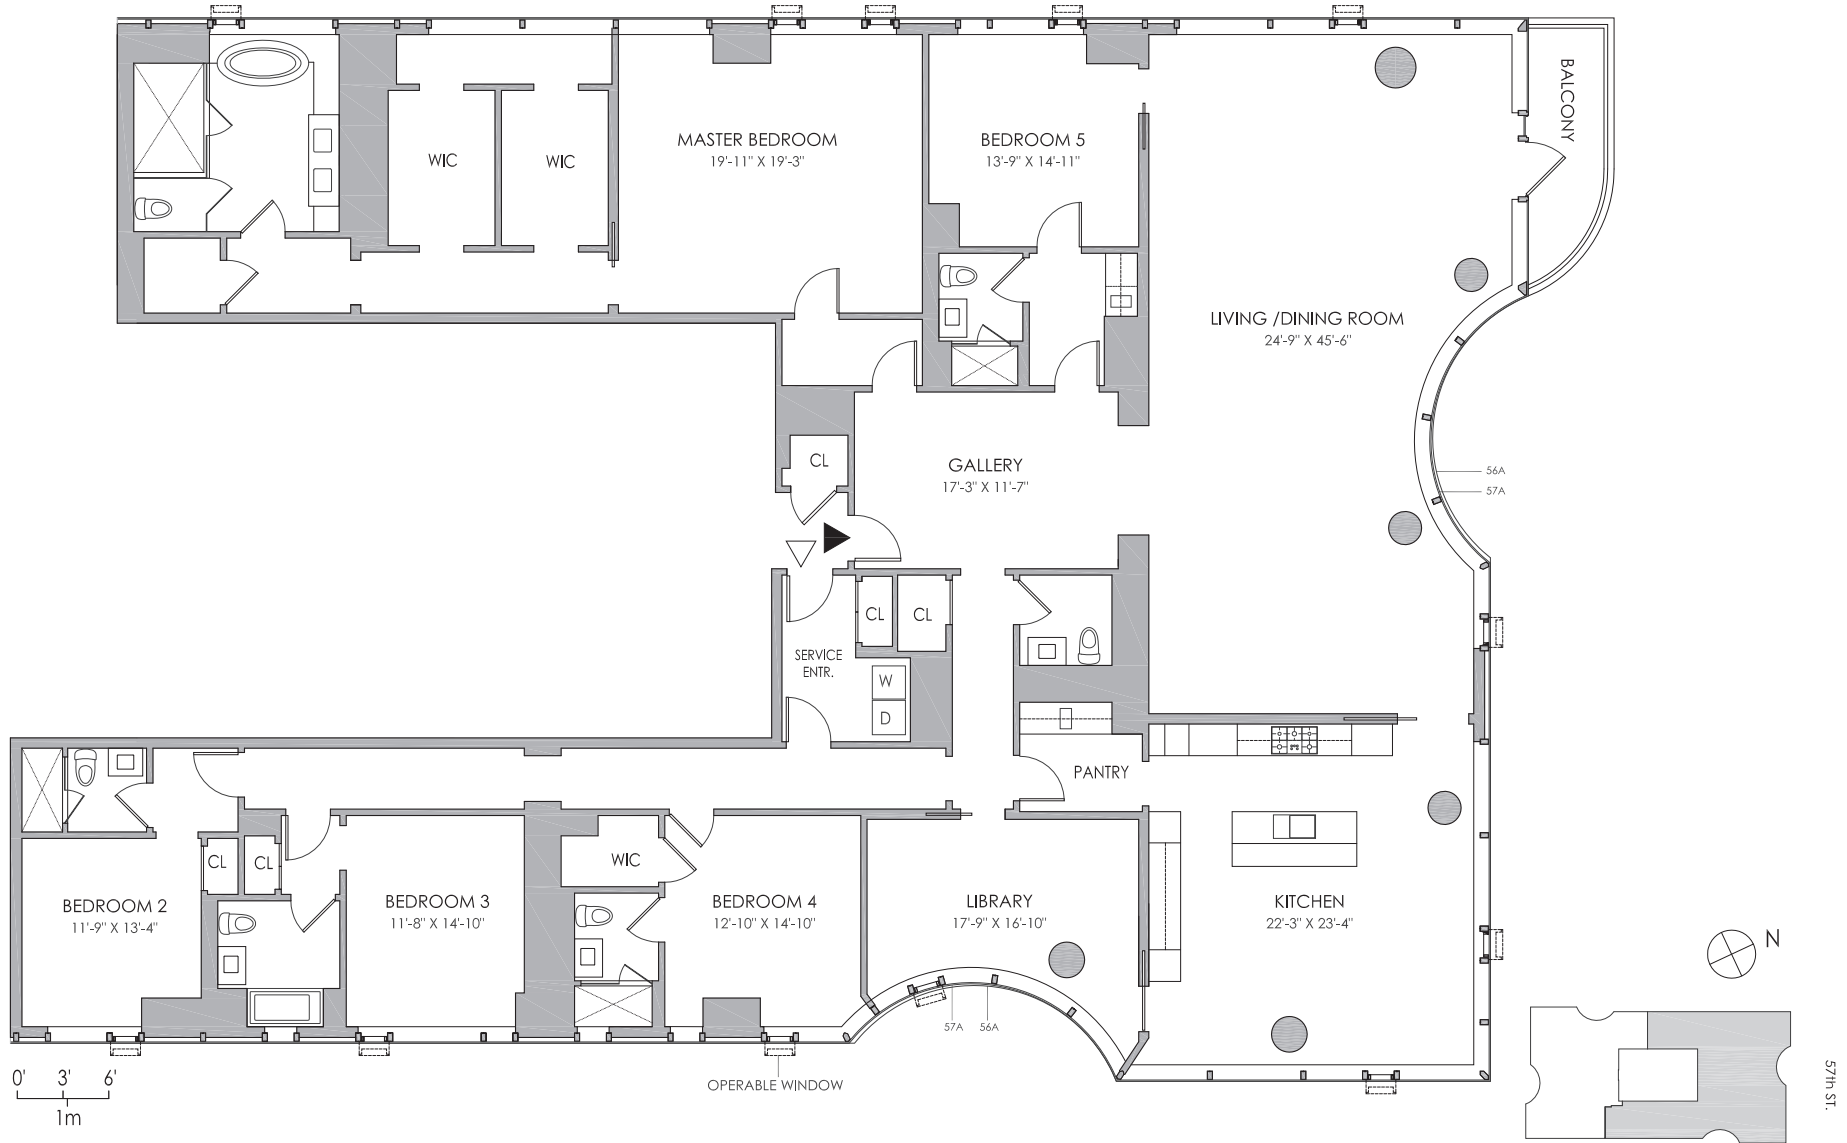 BALCONY
MASTER BEDROOM
19'-11" X 19'-3"
BEDROOM 5
13'-9" X 14'-11"
WIC
WIC
LIVING /DINING ROOM
24'-9" X 45'-6"
CL
GALLERY
17'-3" X 11'-7"
56A
57A
CL
CL
SERVICE
ENTR.
W
D
PANTRY
CL
CL
WIC
BEDROOM 2
11'-9" X 13'-4"
BEDROOM 3
11'-8" X 14'-10"
BEDROOM 4
12'-10" X 14'-10"
LIBRARY
17'-9" X 16'-10"
KITCHEN
22'-3" X 23'-4"
N
57A
56A
0' 3' 6'
1m
OPERABLE WINDOW
57th ST.